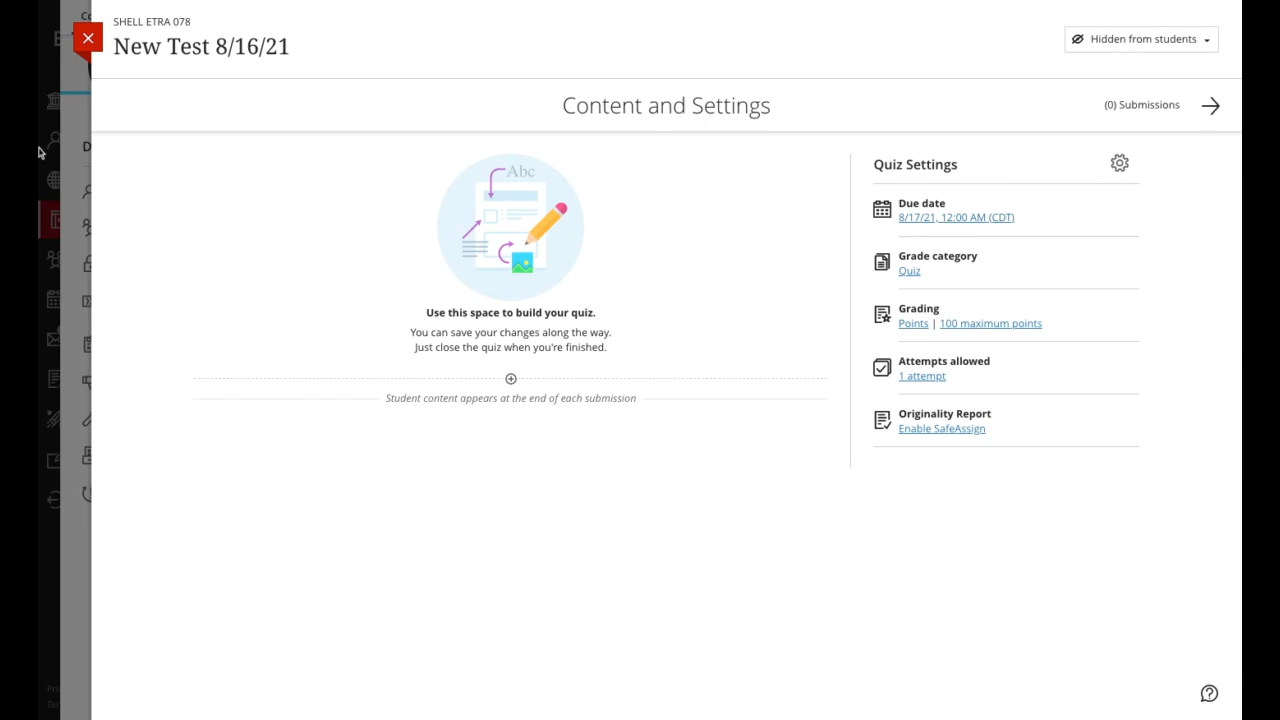 SHELL ETRA 078
New Test 8/16/21
Hidden from students
Content and Settings
(0) Submissions
Abc
Use this space to build your quiz.
You can save your changes along the way.
Just close the quiz when you're finished.
Student content appears at the end of each submission
Quiz Settings
Due date
8/17/21, 12:00 AM (CDT)
Grade category
Quiz
Grading
Points | 100 maximum points
Attempts allowed
1 attempt
Originality Report
Enable SafeAssign